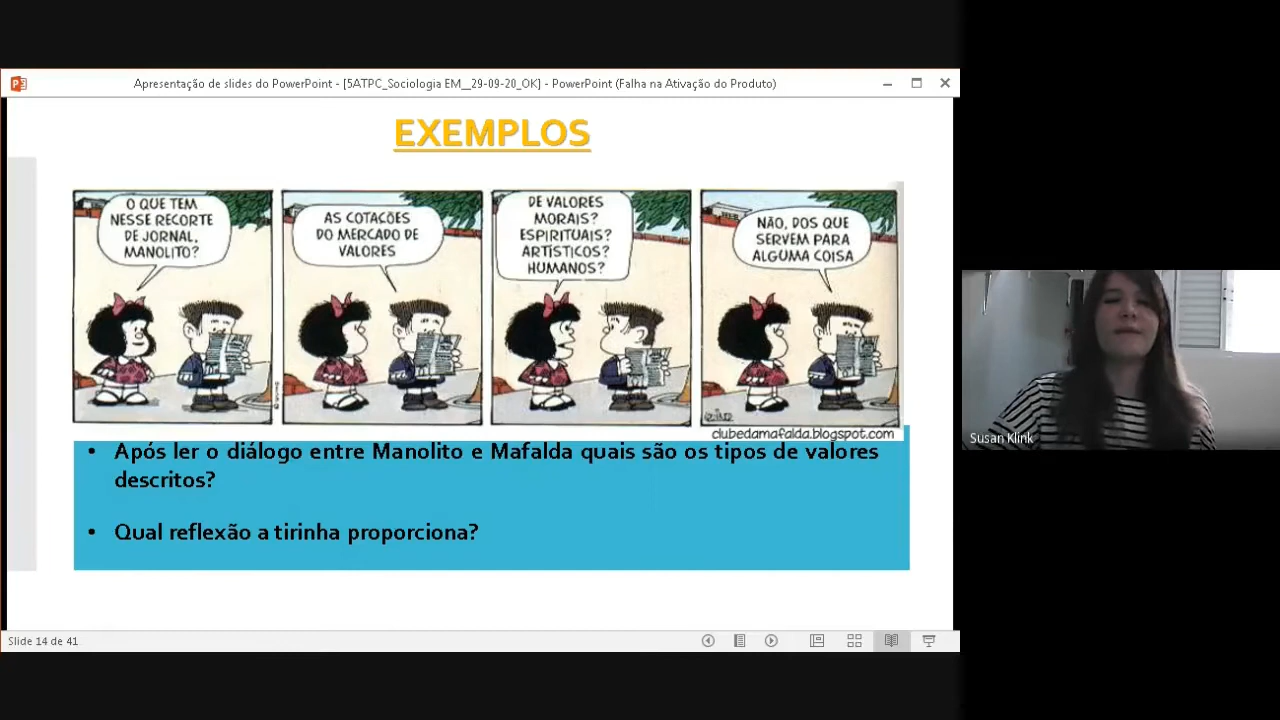 Apresentação de slides do PowerPoint - [5ATPC_Sociologia EM__29-09-20_OK] - PowerPoint (Falha na Ativação do Produto)
EXEMPLOS
O QUE TEM
NESSE RECORTE
DE JORNAL,
MANOLITO?
AS COTAÇÕES
DO MERCADO DE
VALORES
DE VALORES
MORAIS?
ESPIRITUAIS?
ARTÍSTICOS?
HUMANOS?
NÃO, DOS QUE
SERVEM PARA
ALGUMA COISA
QUINO
clubedamafalda.blogspot.com
• Após ler o diálogo entre Manolito e Mafalda quais são os tipos de valores
descritos?
• Qual reflexão a tirinha proporciona?
Slide 14 de 41
Susan Klink